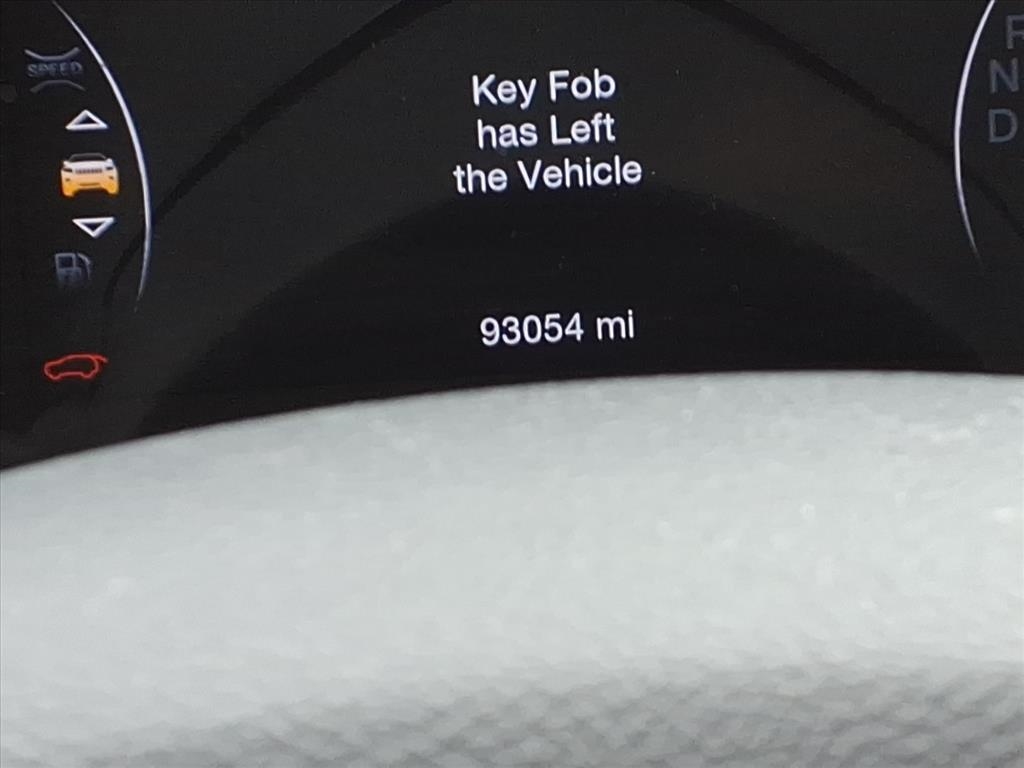 SPEED
Key Fob
has Left
the Vehicle
R
N
D
93054 mi